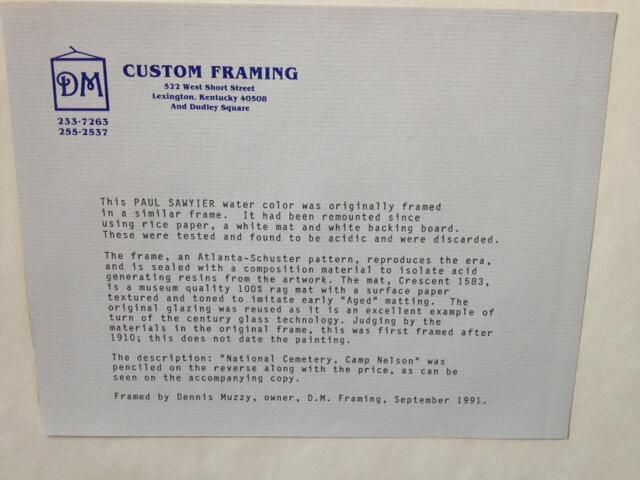 DM
CUSTOM FRAMING
522 West Short Street
Lexington, Kentucky 40508
And Dudley Square
233-7263
255-2537
This PAUL SAWYIER water color was originally framed
in a similar frame. It had been remounted since
using rice paper, a white mat and white backing board.
These were tested and found to be acidic and were discarded.
The frame, an Atlanta-Schuster pattern, reproduces the era,
and is sealed with a composition material to isolate acid
generating resins from the artwork. The mat, Crescent 1583,
is a museum quality 100% rag mat with a surface paper
textured and toned to imitate early "Aged" matting. The
original glazing was reused as it is an excellent example of
turn of the century glass technology. Judging by the
materials in the original frame, this was first framed after
1910; this does not date the painting.
The description: "National Cemetery, Camp Nelson" was
penciled on the reverse along with the price, as can be
seen on the accompanying copy.
Framed by Dennis Muzzy, owner, D.M. Framing, September 1991.